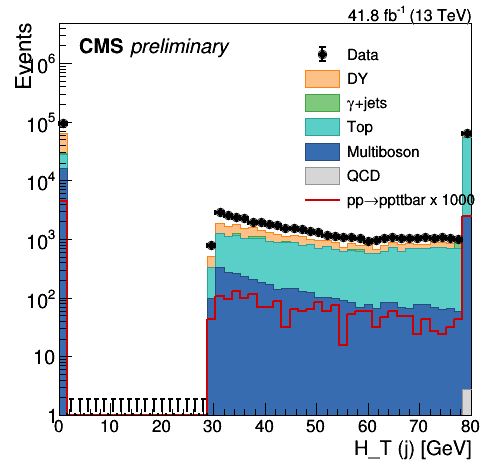 41.8 fb⁻¹ (13 TeV)
Events
CMS preliminary
Data
DY
γ+jets
Top
Multiboson
QCD
pp→ppttbar x 1000
10⁶
10⁵
10⁴
10³
10²
10
1
0 10 20 30 40 50 60 70 80
H_T (j) [GeV]